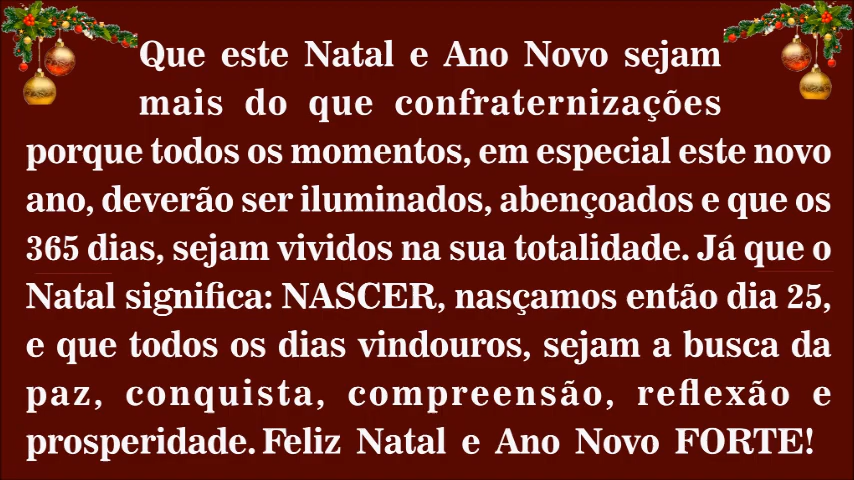 Que este Natal e Ano Novo sejam
mais do que confraternizações
porque todos os momentos, em especial este novo
ano, deverão ser iluminados, abençoados e que os
365 dias, sejam vividos na sua totalidade. Já que o
Natal significa: NASCER, nasçamos então dia 25,
e que todos os dias vindouros, sejam a busca da
paz, conquista, compreensão, reflexão e
prosperidade. Feliz Natal e Ano Novo FORTE!